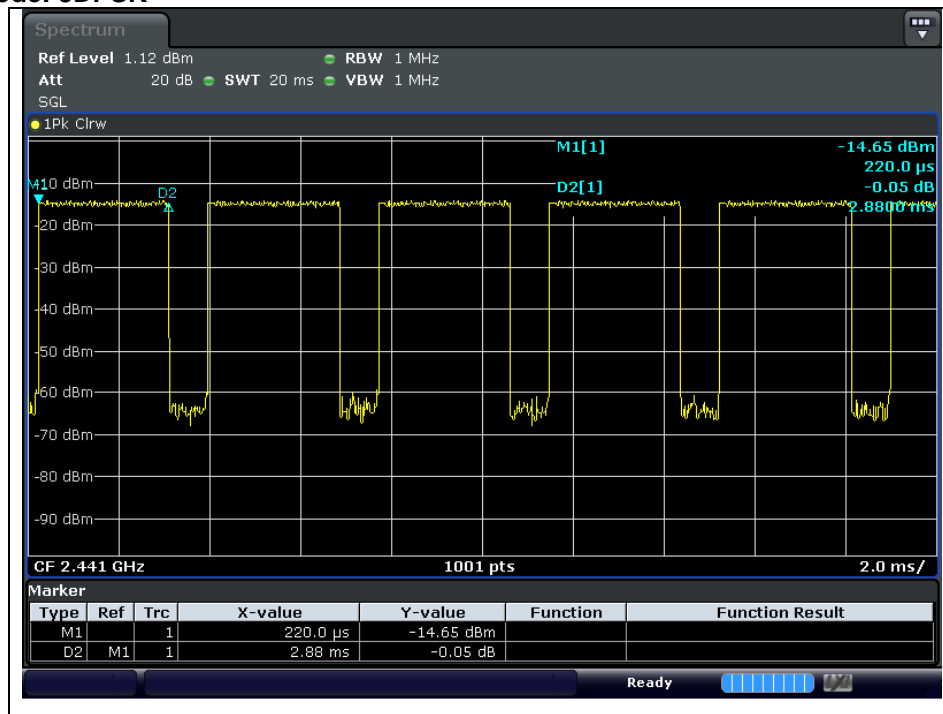 Spectrum
Ref Level 1.12 dBm RBW 1 MHz
Att 20 dB SWT 20 ms VBW 1 MHz
SGL
1Pk Clrw
M1[1] -14.65 dBm
220.0 µs
M1
-10 dBm
D2
D2[1] -0.05 dB
2.8800 ms
-20 dBm
-30 dBm
-40 dBm
-50 dBm
-60 dBm
-70 dBm
-80 dBm
-90 dBm
CF 2.441 GHz 1001 pts 2.0 ms/
Marker
Type Ref Trc X-value Y-value Function Function Result
M1 1 220.0 µs -14.65 dBm
D2 M1 1 2.88 ms -0.05 dB
Ready